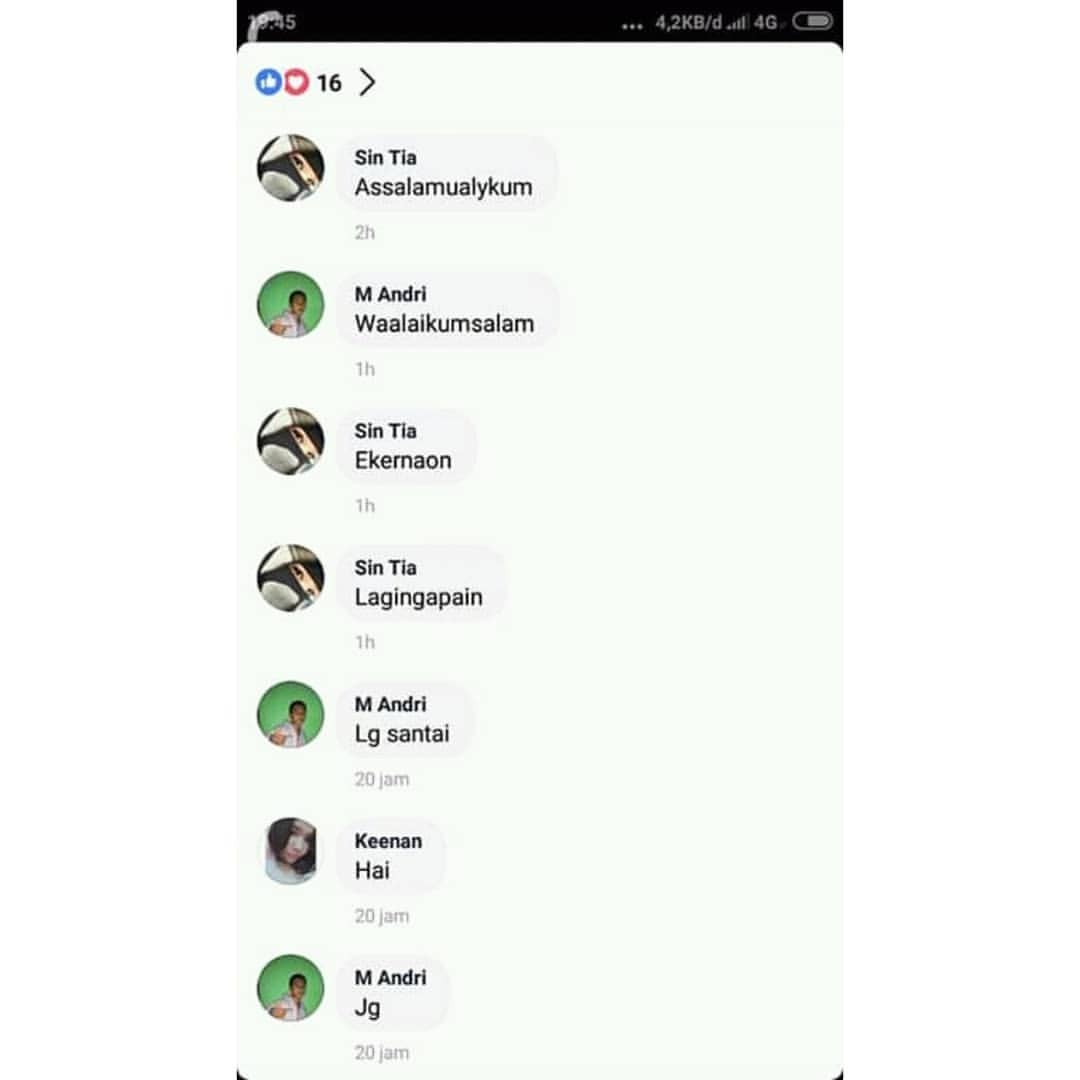 19:45 ... 4,2KB/d 4G
16
Sin Tia
Assalamualykum
2h
M Andri
Waalaikumsalam
1h
Sin Tia
Ekernaon
1h
Sin Tia
Lagingapain
1h
M Andri
Lg santai
20 jam
Keenan
Hai
20 jam
M Andri
Jg
20 jam